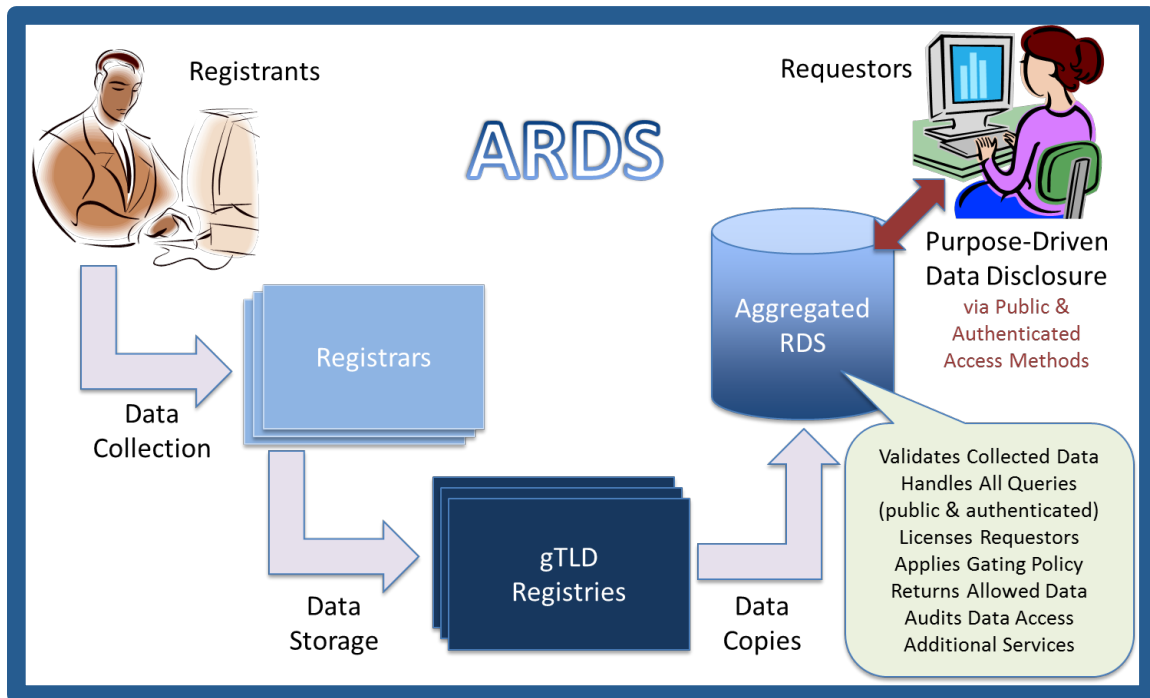 Registrants
Requestors
ARDS
Purpose-Driven
Data Disclosure
via Public &
Authenticated
Access Methods
Aggregated
RDS
Registrars
Data
Collection
Validates Collected Data
Handles All Queries
(public & authenticated)
Licenses Requestors
Applies Gating Policy
Returns Allowed Data
Audits Data Access
Additional Services
gTLD
Registries
Data
Storage
Data
Copies